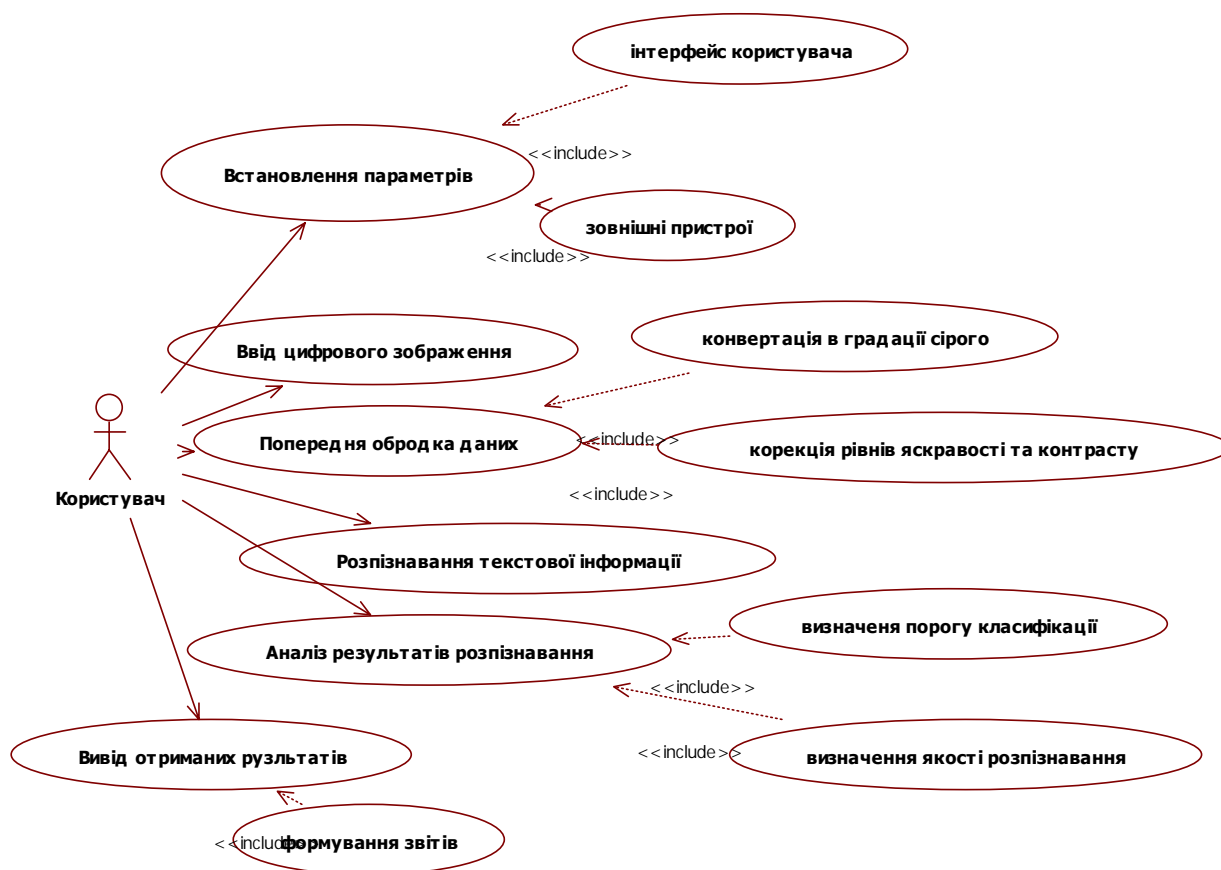 інтерфейс користувача
<<include>>
Встановлення параметрів
зовнішні пристрої
<<include>>
конвертація в градації сірого
Ввід цифрового зображення
Попередня обродка даних
<<include>>
корекція рівнів яскравості та контрасту
<<include>>
Користувач
Розпізнавання текстової інформації
визначеня порогу класифікації
Аналіз результатів розпізнавання
<<include>>
<<include>>
визначення якості розпізнавання
Вивід отриманих рузльтатів
<<include>>
формування звітів